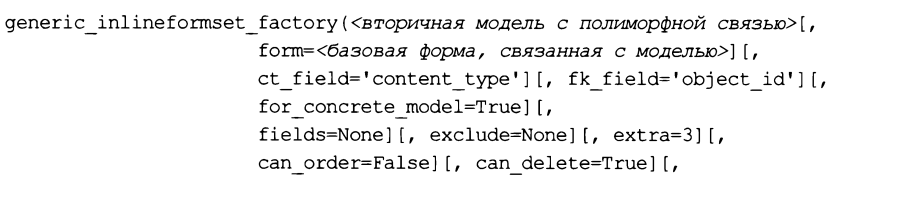 generic_inlineformset_factory(<вторичная модель с полиморфной связью>[,
form=<базовая форма, связанная с моделью>][,
ct_field='content_type'][, fk_field='object_id'][,
for_concrete_model=True][,
fields=None][, exclude=None][, extra=3][,
can_order=False][, can_delete=True][,